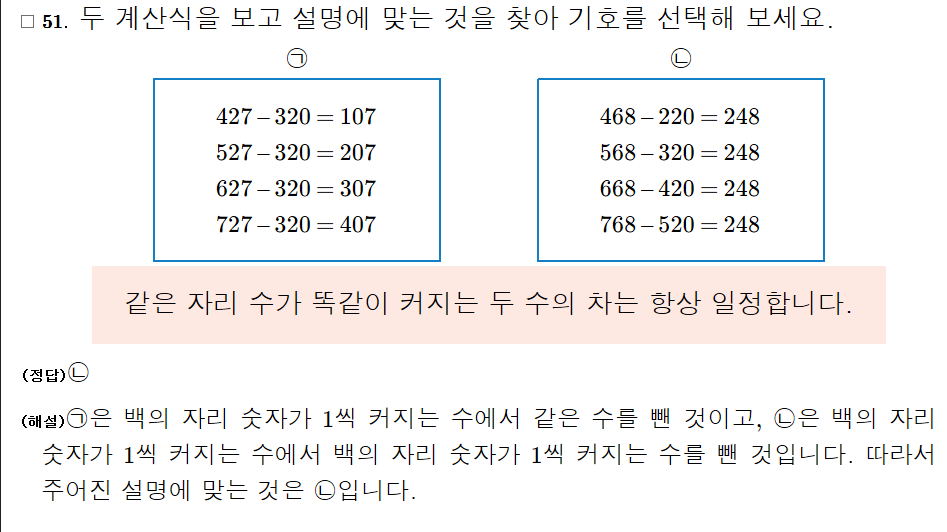 □ 51. 두 계산식을 보고 설명에 맞는 것을 찾아 기호를 선택해 보세요.
㉠
427 – 320 = 107
527 – 320 = 207
627 – 320 = 307
727 – 320 = 407
㉡
468 – 220 = 248
568 – 320 = 248
668 – 420 = 248
768 – 520 = 248
같은 자리 수가 똑같이 커지는 두 수의 차는 항상 일정합니다.
(정답)㉡
(해설)㉠은 백의 자리 숫자가 1씩 커지는 수에서 같은 수를 뺀 것이고, ㉡은 백의 자리
숫자가 1씩 커지는 수에서 백의 자리 숫자가 1씩 커지는 수를 뺀 것입니다. 따라서
주어진 설명에 맞는 것은 ㉡입니다.